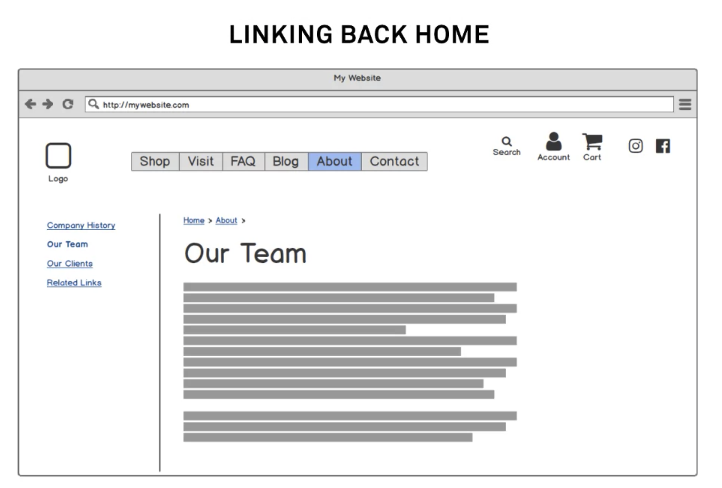 LINKING BACK HOME
My Website
http://mywebsite.com
Shop Visit FAQ Blog About Contact
Search
Account
Cart
Logo
Company History
Our Team
Our Clients
Related Links
Home > About >
Our Team